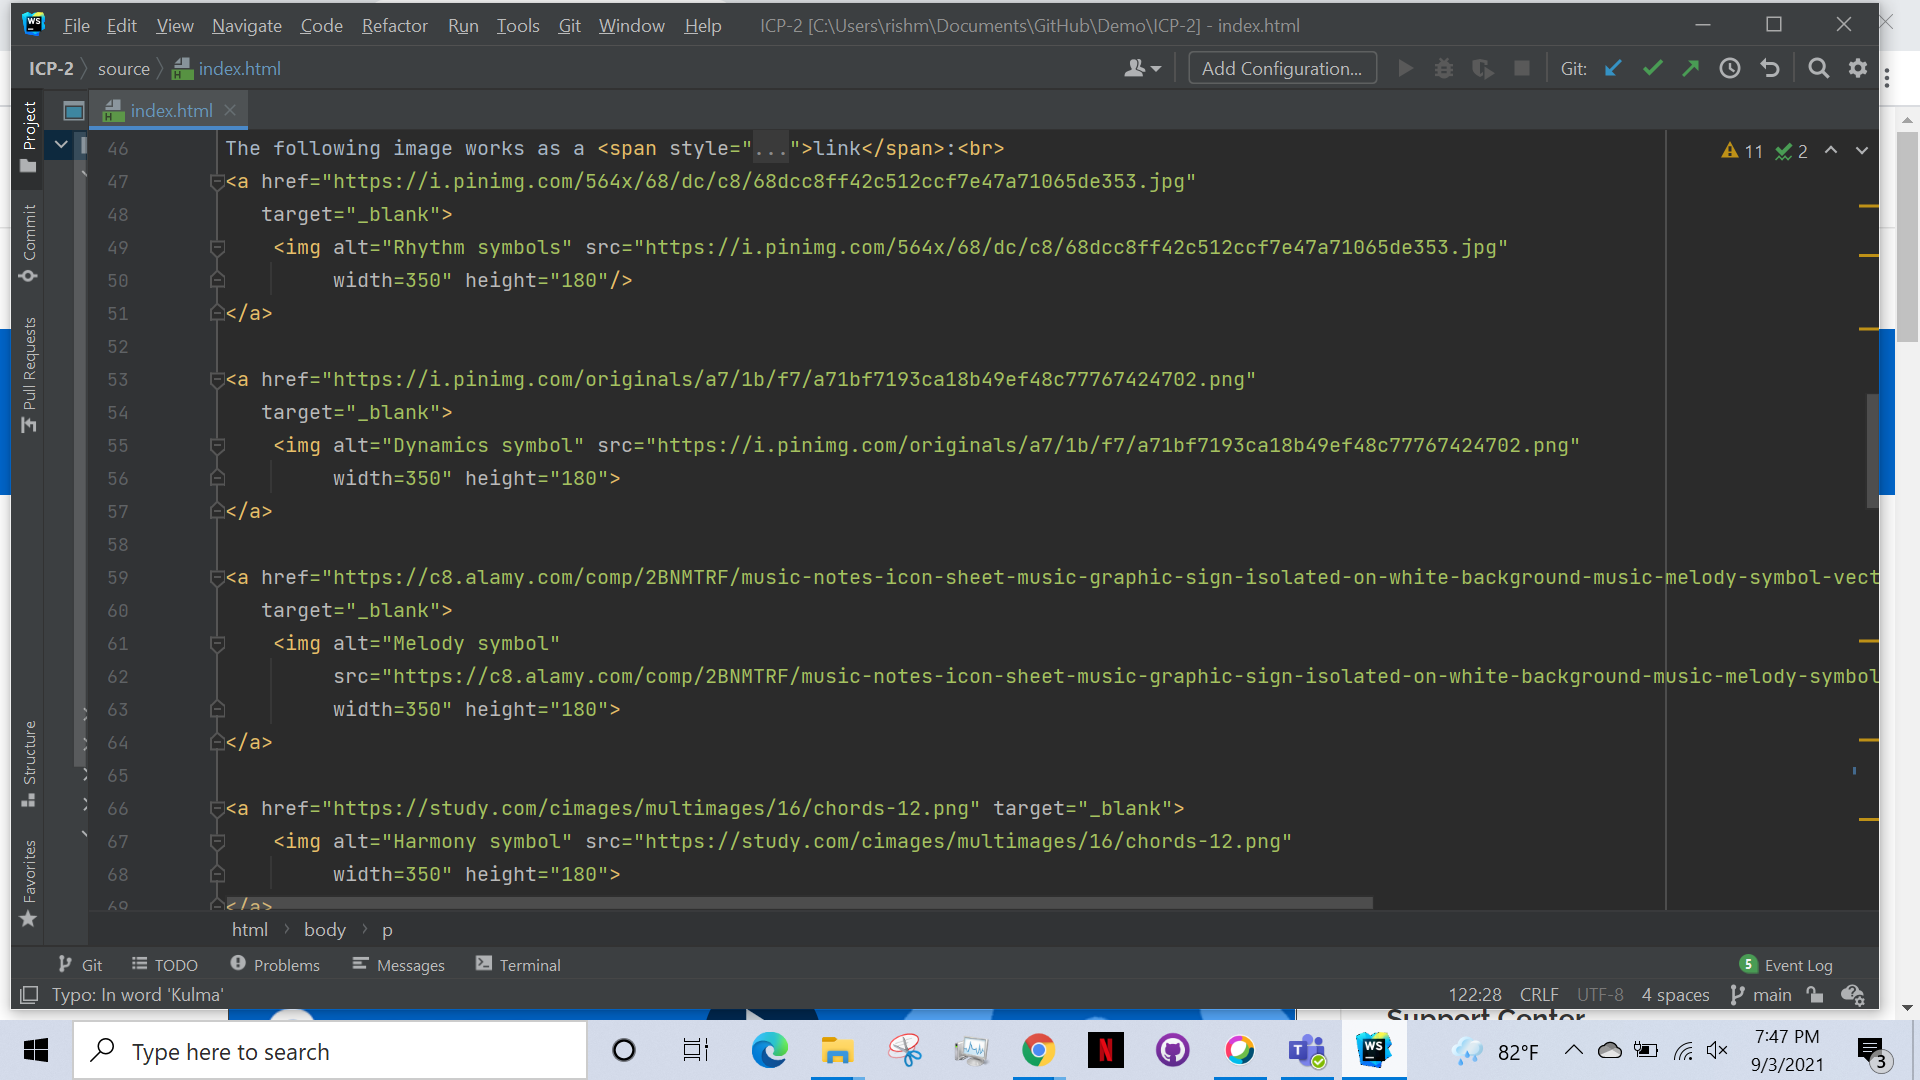 File Edit View Navigate Code Refactor Run Tools Git Window Help ICP-2 [C:\Users\rishm\Documents\GitHub\Demo\ICP-2] - index.html
ICP-2 source index.html Add Configuration... Git:
index.html
Project
Commit
Pull Requests
Structure
Favorites
11 2
46 The following image works as a <span style="...">link</span>:<br>
47 <a href="https://i.pinimg.com/564x/68/dc/c8/68dcc8ff42c512ccf7e47a71065de353.jpg"
48 target="_blank">
49 <img alt="Rhythm symbols" src="https://i.pinimg.com/564x/68/dc/c8/68dcc8ff42c512ccf7e47a71065de353.jpg"
50 width=350" height="180"/>
51 </a>
52
53 <a href="https://i.pinimg.com/originals/a7/1b/f7/a71bf7193ca18b49ef48c77767424702.png"
54 target="_blank">
55 <img alt="Dynamics symbol" src="https://i.pinimg.com/originals/a7/1b/f7/a71bf7193ca18b49ef48c77767424702.png"
56 width=350" height="180">
57 </a>
58
59 <a href="https://c8.alamy.com/comp/2BNMTRF/music-notes-icon-sheet-music-graphic-sign-isolated-on-white-background-music-melody-symbol-vect
60 target="_blank">
61 <img alt="Melody symbol"
62 src="https://c8.alamy.com/comp/2BNMTRF/music-notes-icon-sheet-music-graphic-sign-isolated-on-white-background-music-melody-symbol
63 width=350" height="180">
64 </a>
65
66 <a href="https://study.com/cimages/multimages/16/chords-12.png" target="_blank">
67 <img alt="Harmony symbol" src="https://study.com/cimages/multimages/16/chords-12.png"
68 width=350" height="180">
69 </a>
html body p
Git TODO Problems Messages Terminal 5 Event Log
Typo: In word 'Kulma' 122:28 CRLF UTF-8 4 spaces main
Support Center
Type here to search WS 82°F 7:47 PM
9/3/2021 3